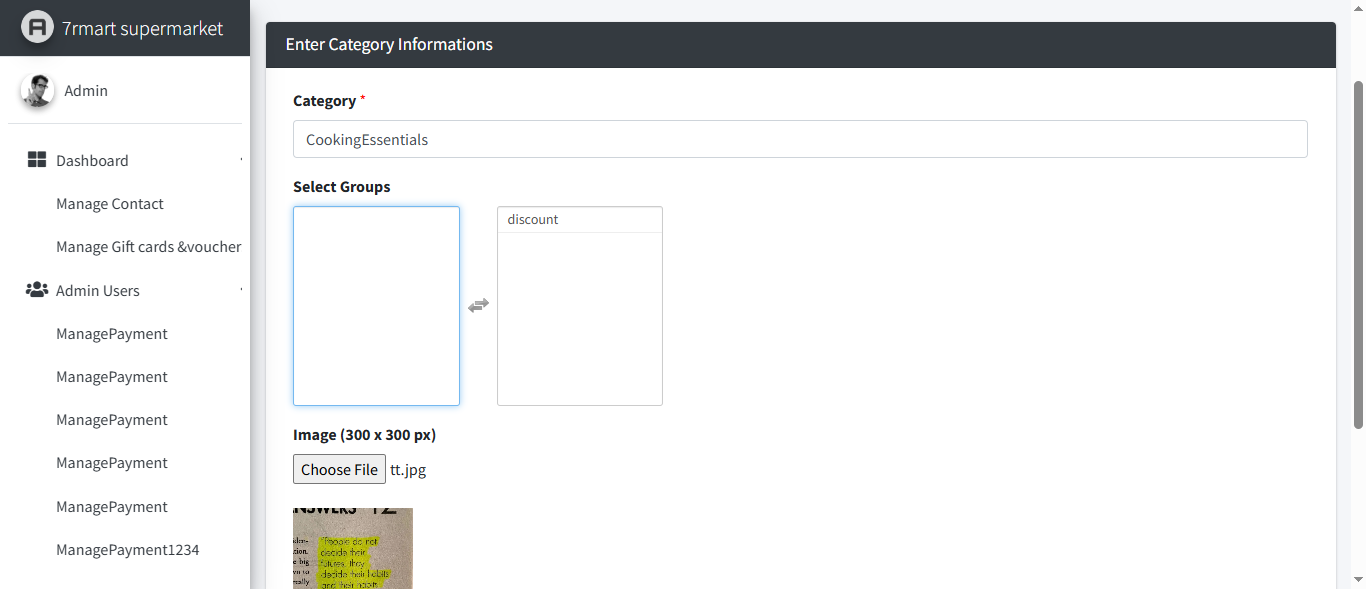 7rmart supermarket
Admin
Dashboard
Manage Contact
Manage Gift cards &voucher
Admin Users
ManagePayment
ManagePayment
ManagePayment
ManagePayment
ManagePayment
ManagePayment1234
Enter Category Informations
Category *
CookingEssentials
Select Groups
discount
Image (300 x 300 px)
Choose File tt.jpg
ANSWERS 12
"People do not
decide their
futures, they
decide their habits
and their habits